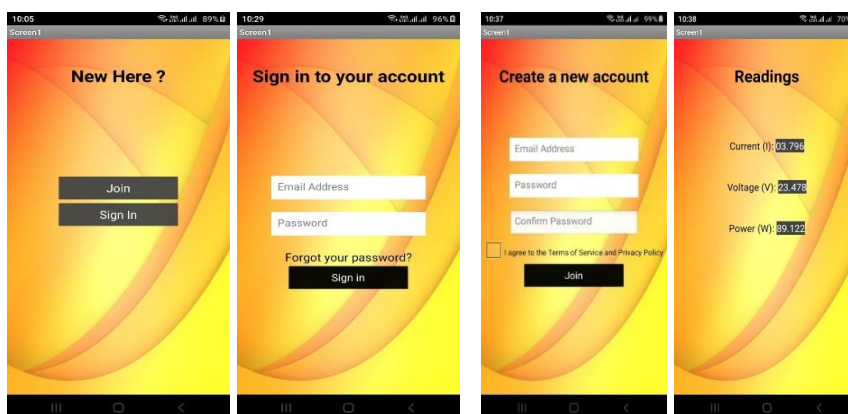 10:05
89%
Screen1
New Here ?
Join
Sign In
10:29
96%
Screen1
Sign in to your account
Email Address
Password
Forgot your password?
Sign in
10:37
99%
Screen1
Create a new account
Email Address
Password
Confirm Password
I agree to the Terms of Service and Privacy Policy
Join
10:38
70%
Screen1
Readings
Current (I): 03.796
Voltage (V): 23.478
Power (W): 89.122